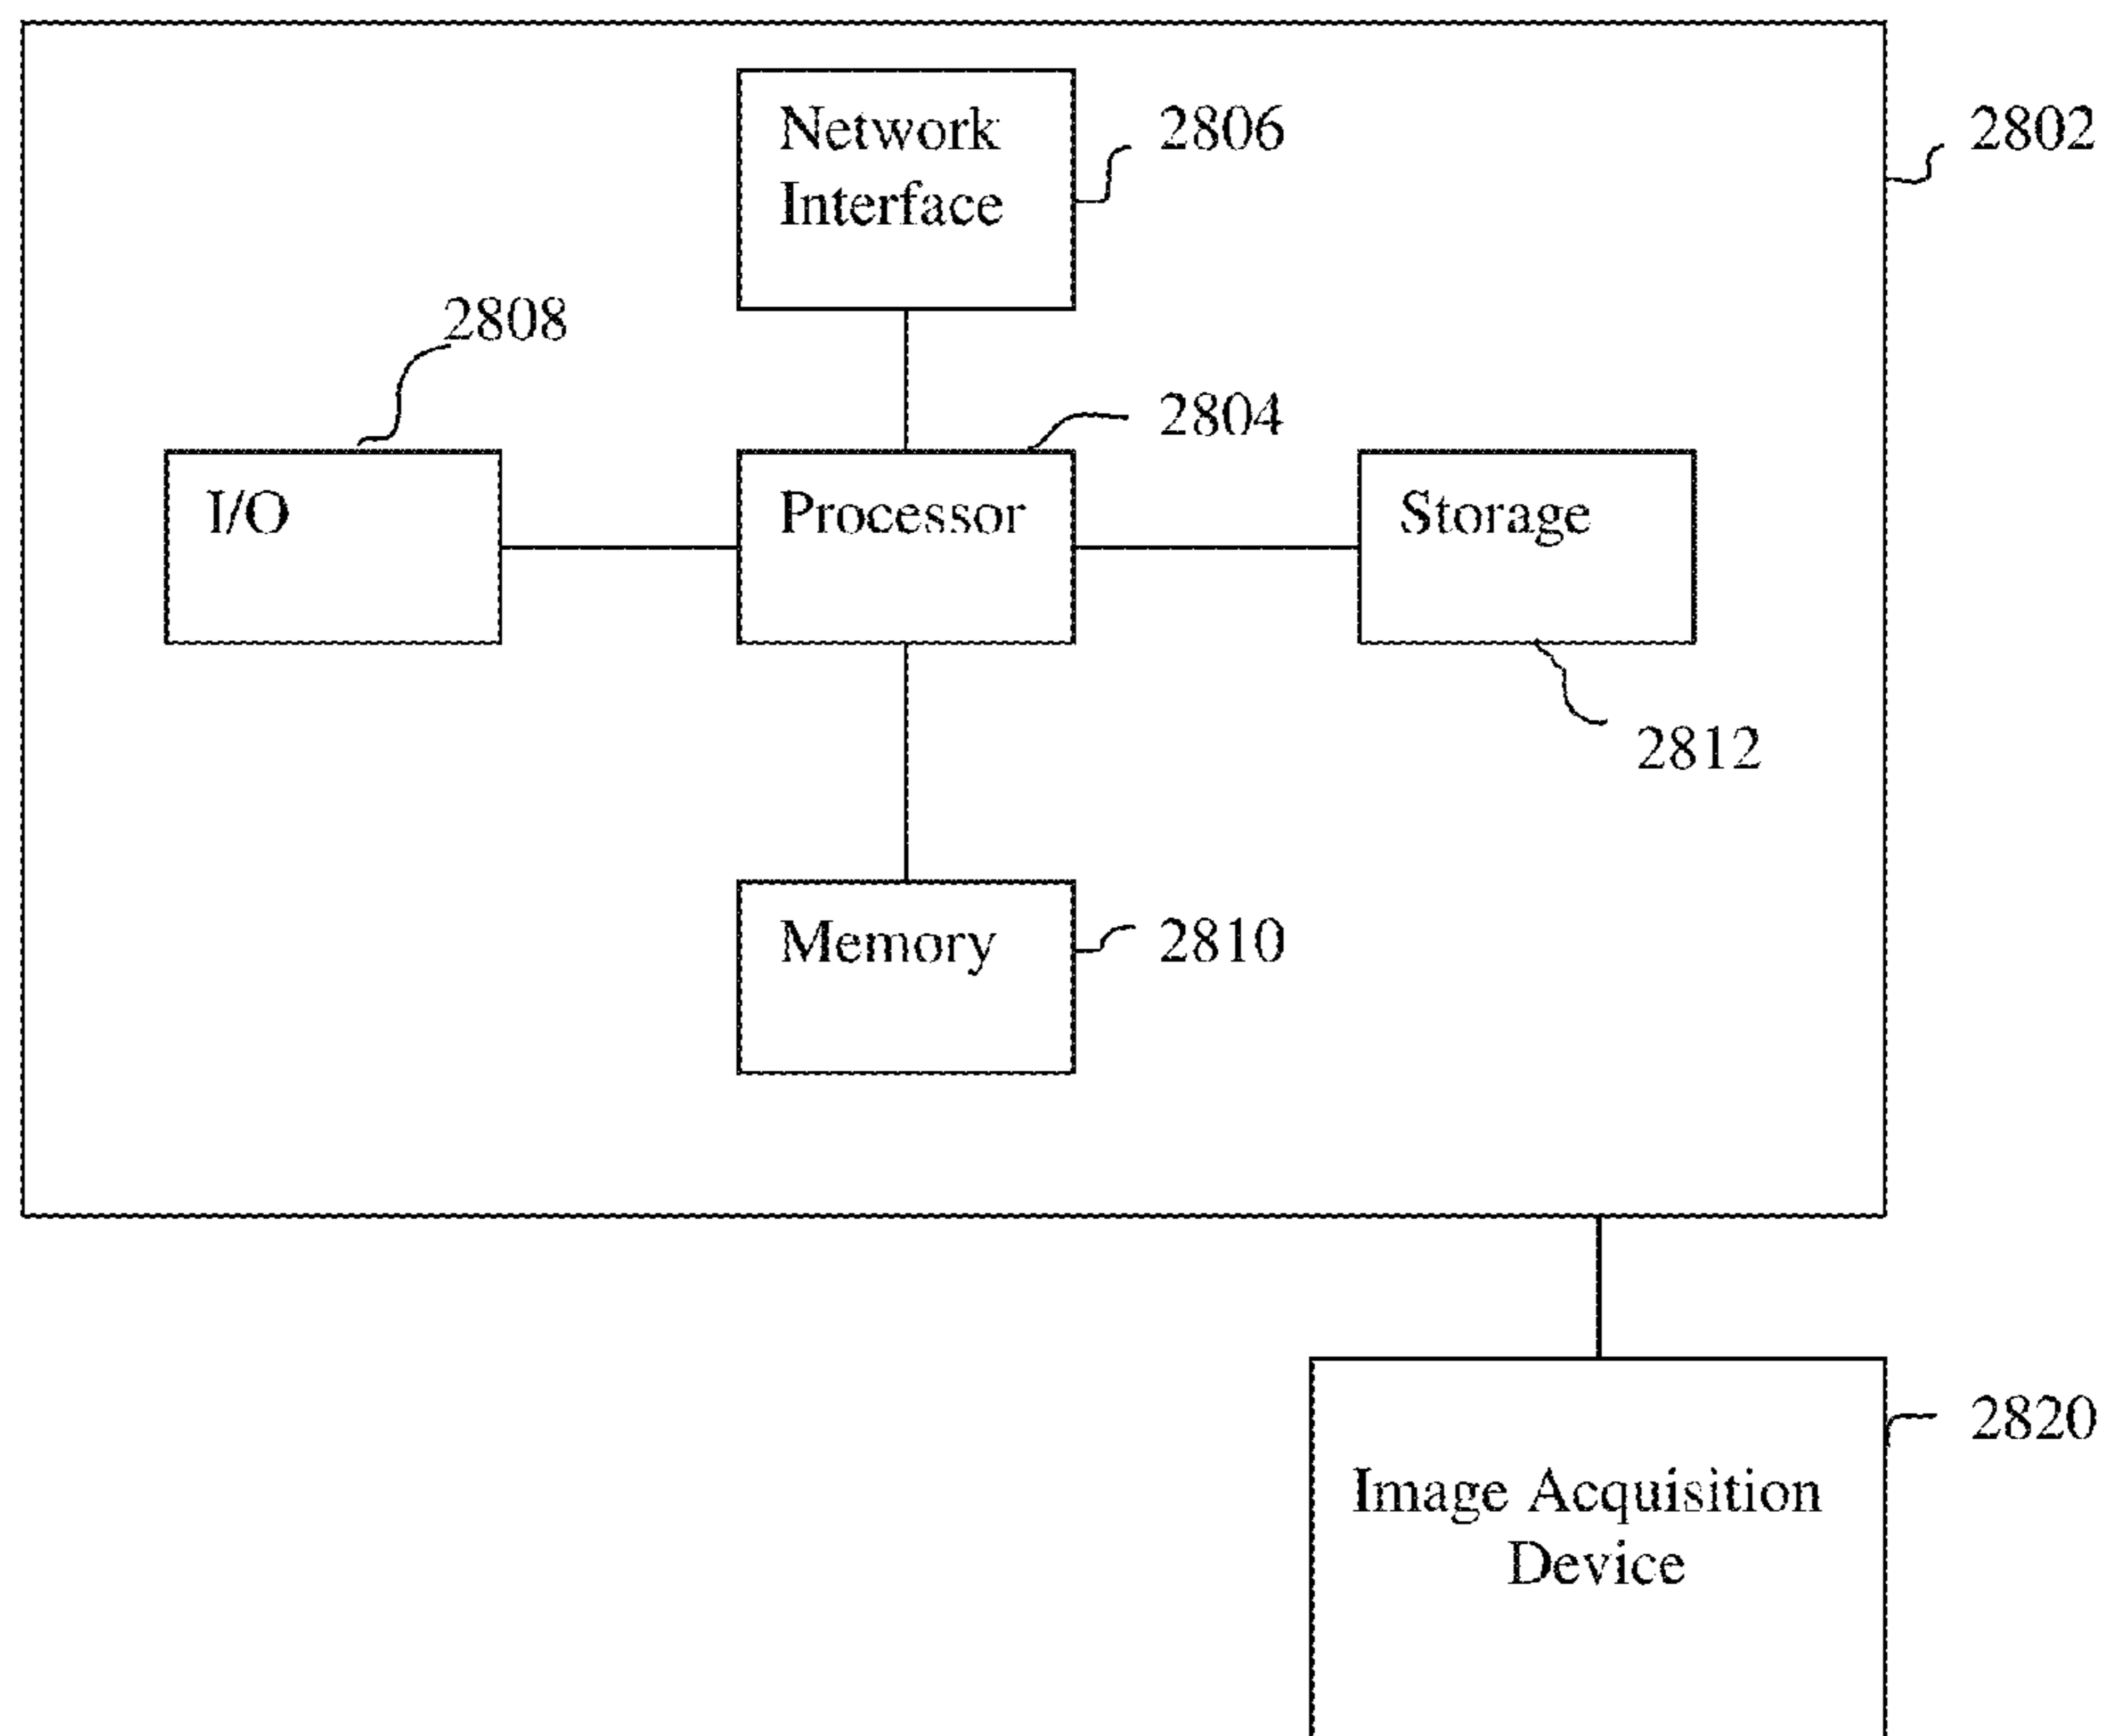 Network
Interface
2806
2802
2808
2804
I/O
Processor
Storage
2812
Memory
2810
2820
Image Acquisition
Device